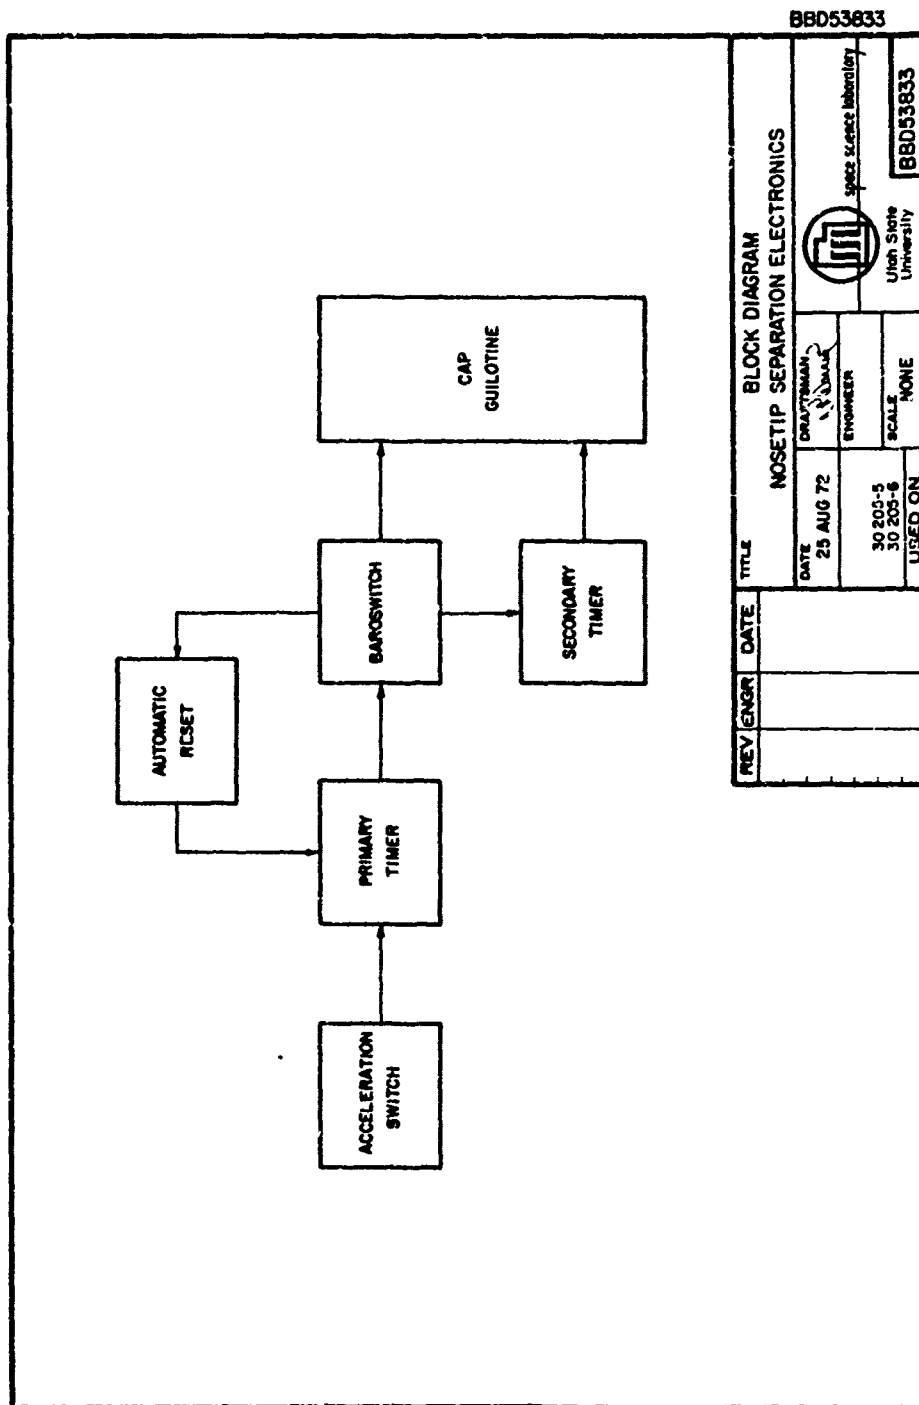 BBD53833
AUTOMATIC
RESET
ACCELERATION
SWITCH
PRIMARY
TIMER
BAROSWITCH
SECONDARY
TIMER
CAP
GUILOTINE
REV ENGR DATE
TITLE
BLOCK DIAGRAM
NOSETIP SEPARATION ELECTRONICS
DATE
25 AUG 72
DRAFTSMAN
ENGINEER
30 205-5
30 205-6
SCALE
NONE
USED ON
space science laboratory
Utah State
University
BBD53833